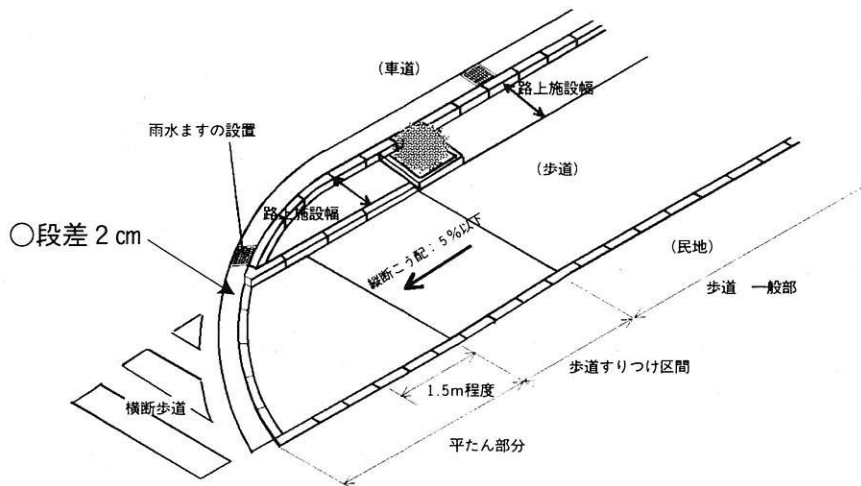 (車道)
路上施設幅
雨水ますの設置
(歩道)
路上施設幅
○段差2cm
縦断こう配:5%以下
(民地)
歩道 一般部
歩道すりつけ区間
1.5m程度
横断歩道
平たん部分